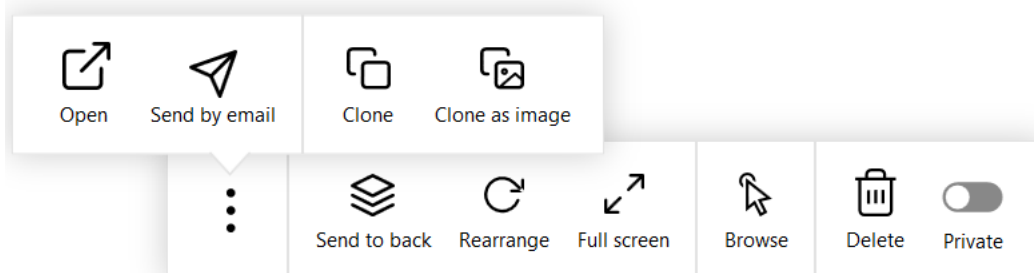 Open
Send by email
Clone
Clone as image
Send to back
Rearrange
Full screen
Browse
Delete
Private